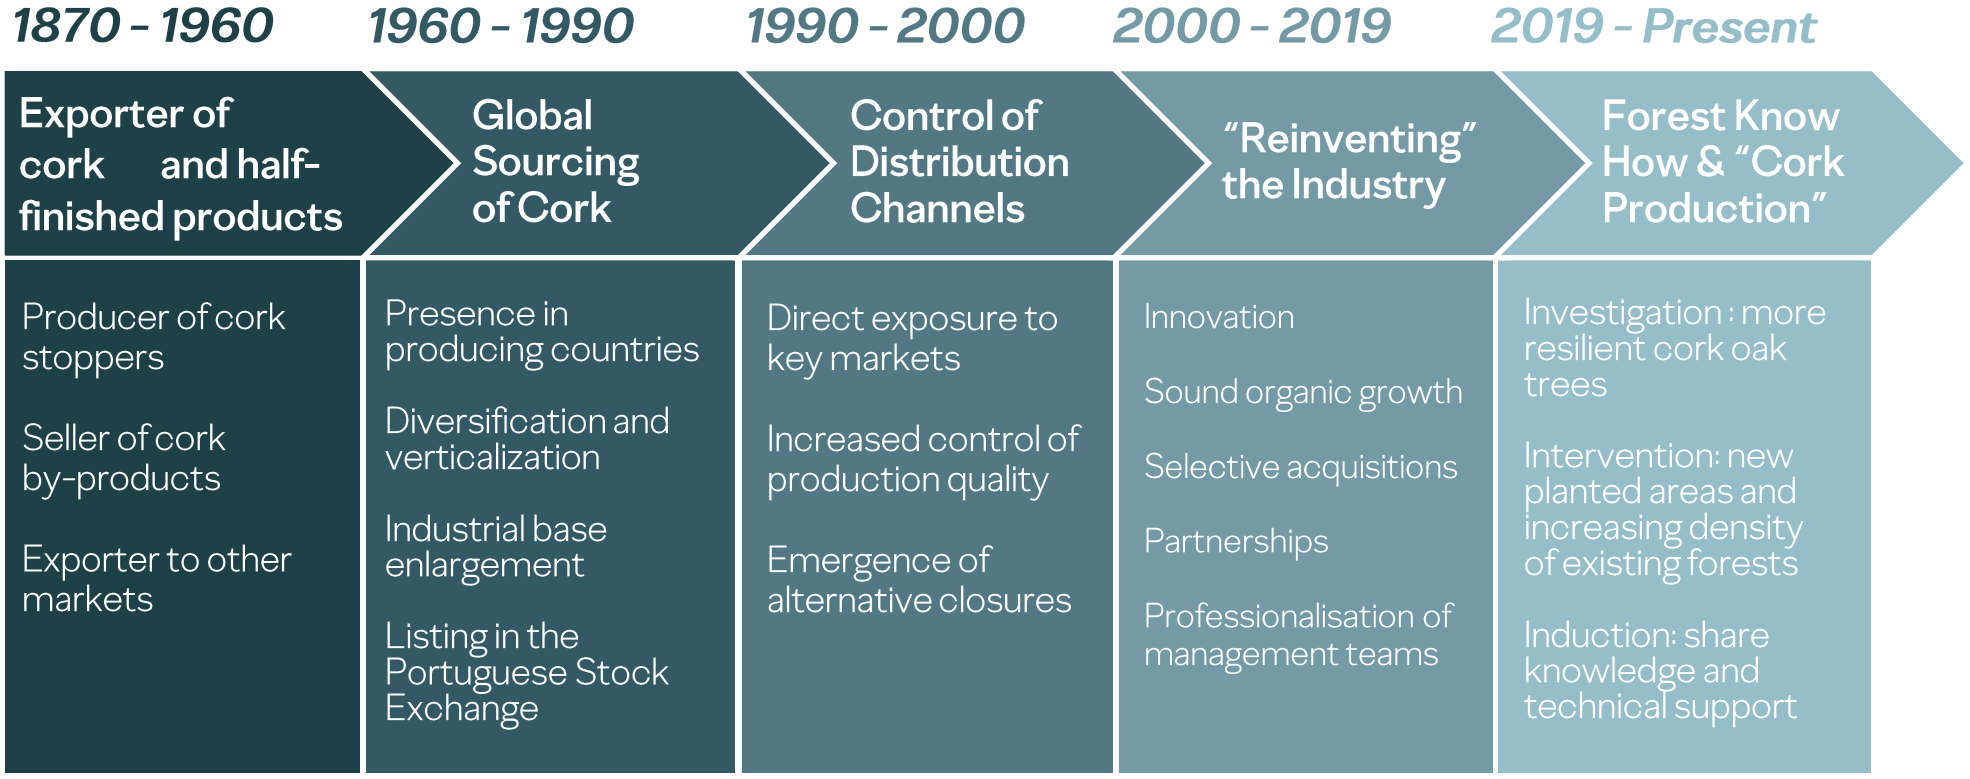 1870 – 1960
Exporter of
cork and half-
finished products
Producer of cork
stoppers
Seller of cork
by-products
Exporter to other
markets
1960 – 1990
Global
Sourcing
of Cork
Presence in
producing countries
Diversification and
verticalization
Industrial base
enlargement
Listing in the
Portuguese Stock
Exchange
1990 – 2000
Control of
Distribution
Channels
Direct exposure to
key markets
Increased control of
production quality
Emergence of
alternative closures
2000 – 2019
“Reinventing”
the Industry
Innovation
Sound organic growth
Selective acquisitions
Partnerships
Professionalisation of
management teams
2019 – Present
Forest Know
How & “Cork
Production”
Investigation : more
resilient cork oak
trees
Intervention: new
planted areas and
increasing density
of existing forests
Induction: share
knowledge and
technical support